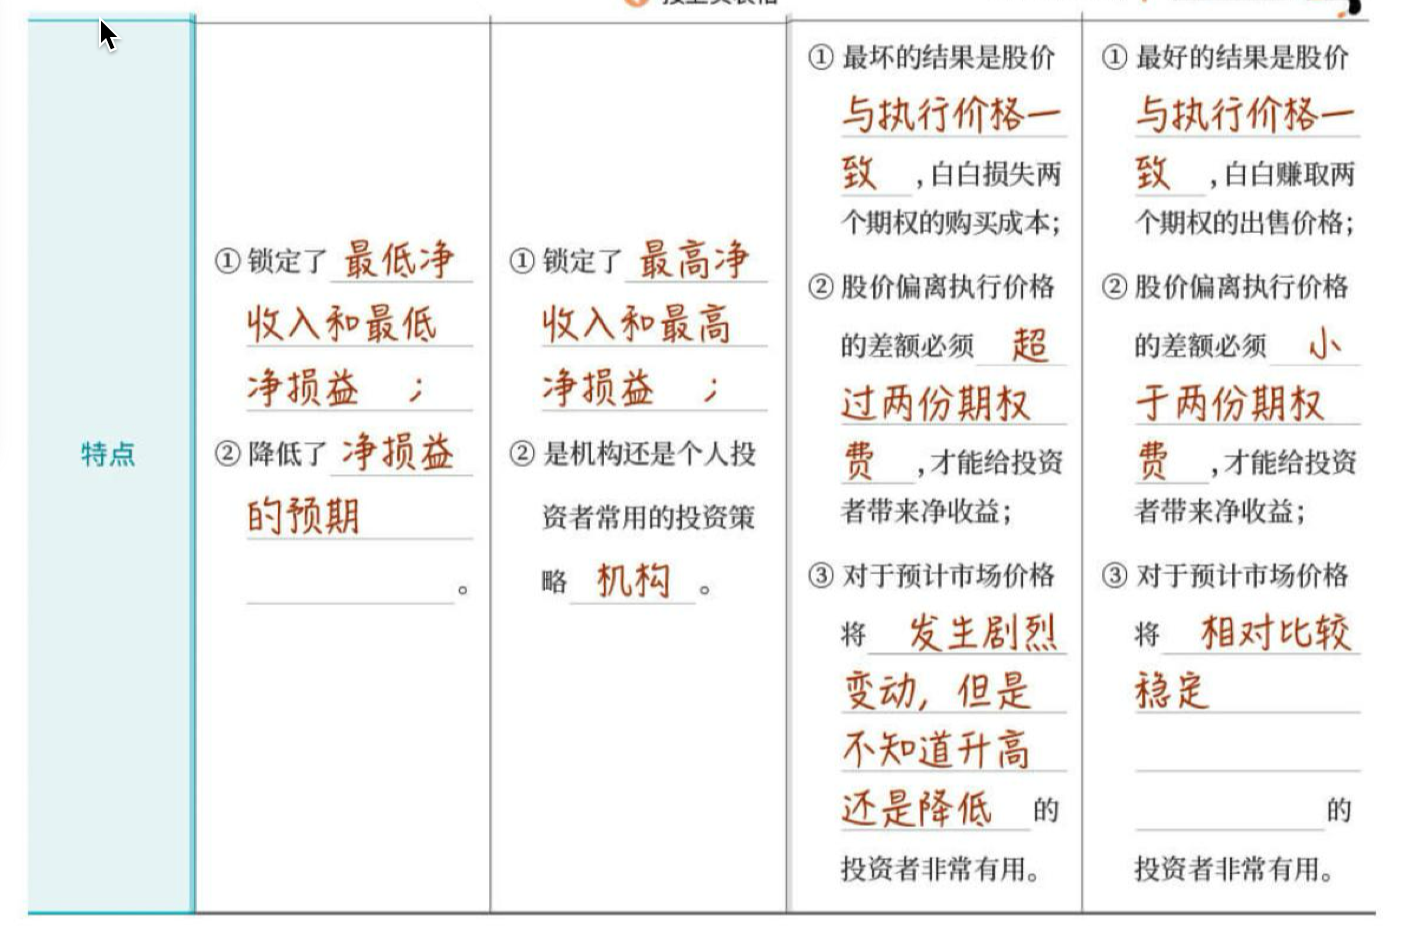 特点
① 锁定了 最低净
收入和最低
净损益 ；
② 降低了 净损益
的预期
。
① 锁定了 最高净
收入和最高
净损益 ；
② 是机构还是个人投
资者常用的投资策
略 机构 。
① 最坏的结果是股价
与执行价格一
致 ，白白损失两
个期权的购买成本；
② 股价偏离执行价格
的差额必须 超
过两份期权
费 ，才能给投资
者带来净收益；
③ 对于预计市场价格
将 发生剧烈
变动，但是
不知道升高
还是降低 的
投资者非常有用。
① 最好的结果是股价
与执行价格一
致 ，白白赚取两
个期权的出售价格；
② 股价偏离执行价格
的差额必须 小
于两份期权
费 ，才能给投资
者带来净收益；
③ 对于预计市场价格
将 相对比较
稳定
的
投资者非常有用。